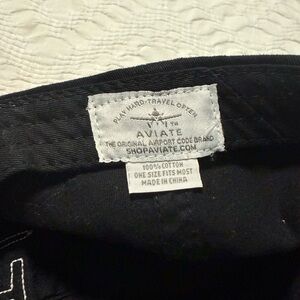 PLAY HARD·TRAVEL OFTEN
TM
AVIATE
THE ORIGINAL AIRPORT CODE BRAND
SHOPAVIATE.COM
100% COTTON
ONE SIZE FITS MOST
MADE IN CHINA